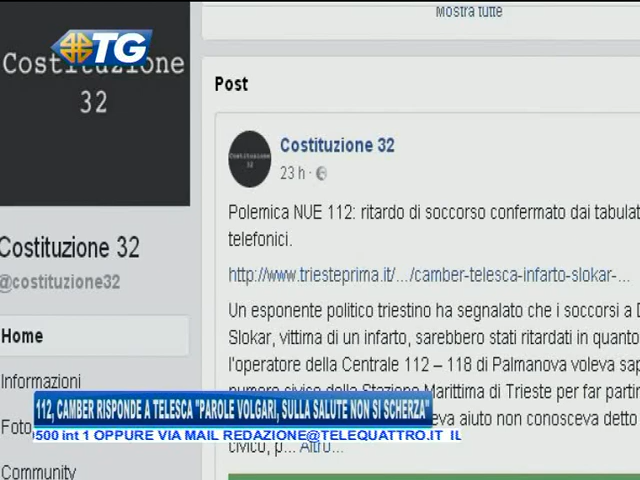 Mostra tutte
TG
Costituzione
32
Post
Costituzione 32
23 h
Polemica NUE 112: ritardo di soccorso confermato dai tabulat
telefonici.
http://www.triesteprima.it/.../camber-telesca-infarto-slokar-...
Un esponente politico triestino ha segnalato che i soccorsi a D
Slokar, vittima di un infarto, sarebbero stati ritardati in quanto
l'operatore della Centrale 112 – 118 di Palmanova voleva sap
numero civico della Stazione Marittima di Trieste per far partir
eva aiuto non conosceva detto
civico, p... Altro...
Costituzione 32
@costituzione32
Home
Informazioni
Foto
Community
112, CAMBER RISPONDE A TELESCA "PAROLE VOLGARI, SULLA SALUTE NON SI SCHERZA"
0500 int 1 OPPURE VIA MAIL REDAZIONE@TELEQUATTRO.IT IL